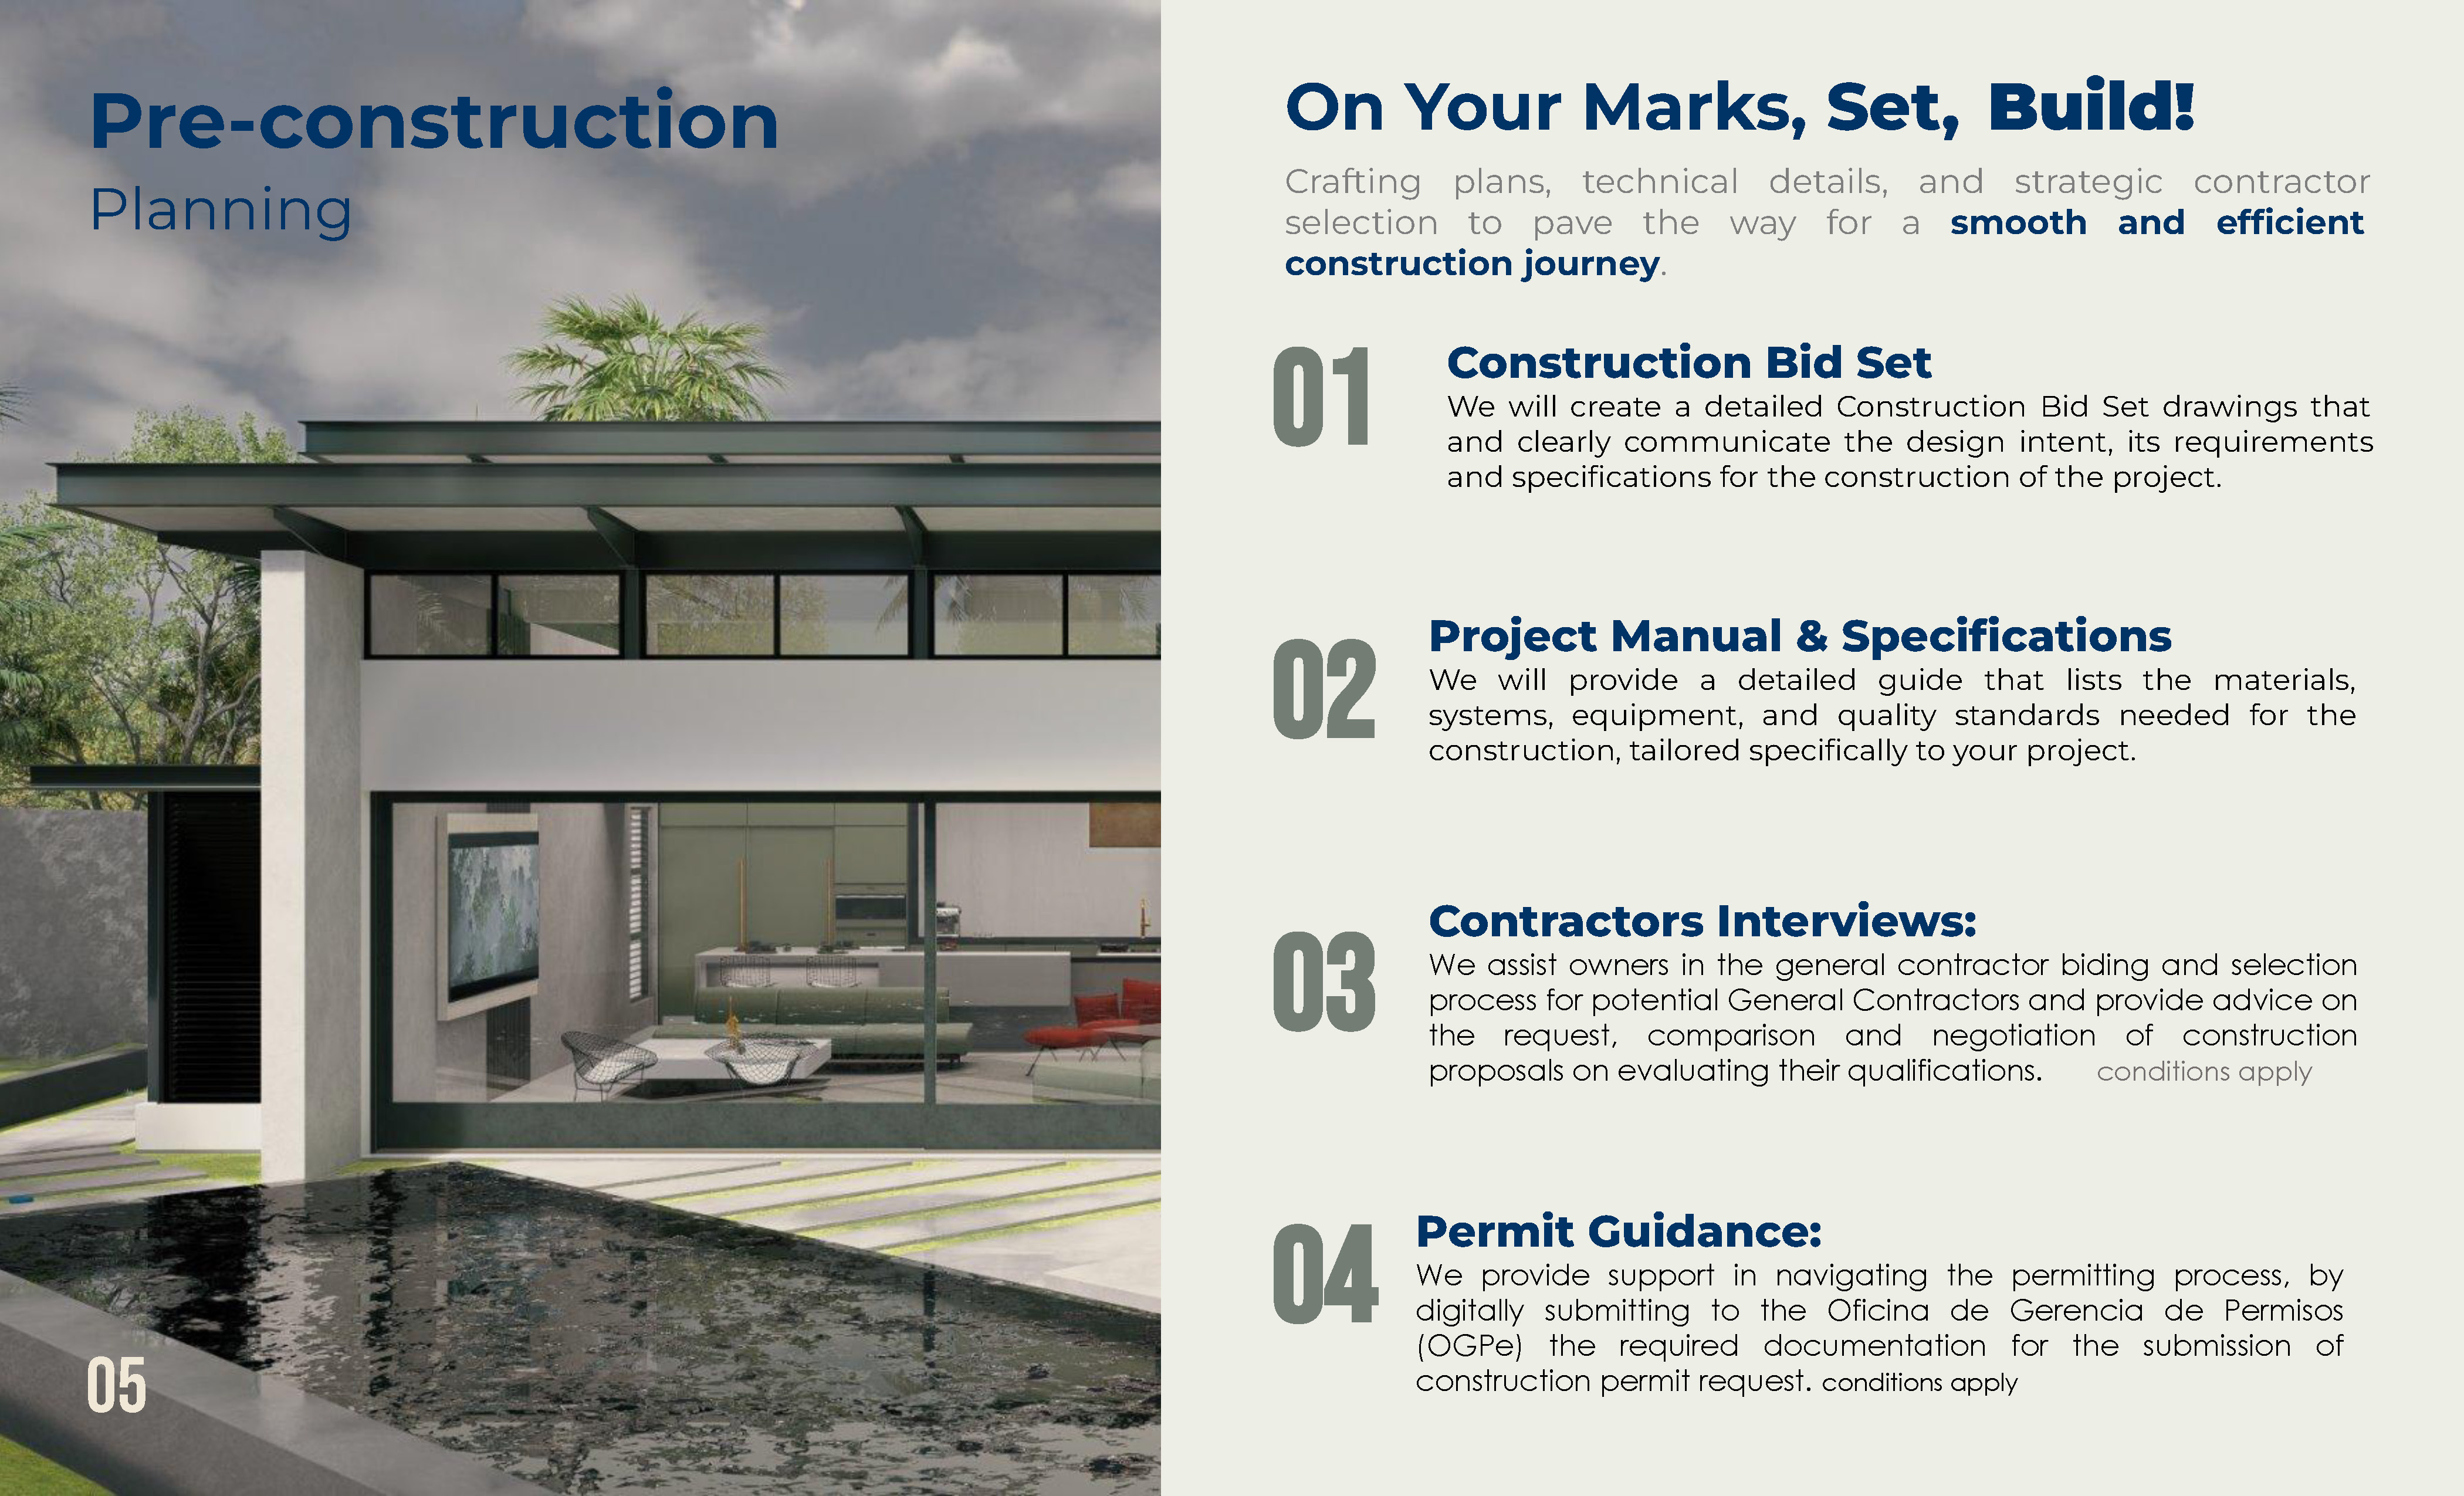 Pre-construction
Planning
05
On Your Marks, Set, Build!
Crafting plans, technical details, and strategic contractor
selection to pave the way for a smooth and efficient
construction journey.
01
Construction Bid Set
We will create a detailed Construction Bid Set drawings that
and clearly communicate the design intent, its requirements
and specifications for the construction of the project.
02
Project Manual & Specifications
We will provide a detailed guide that lists the materials,
systems, equipment, and quality standards needed for the
construction, tailored specifically to your project.
03
Contractors Interviews:
We assist owners in the general contractor biding and selection
process for potential General Contractors and provide advice on
the request, comparison and negotiation of construction
proposals on evaluating their qualifications. conditions apply
04
Permit Guidance:
We provide support in navigating the permitting process, by
digitally submitting to the Oficina de Gerencia de Permisos
(OGPe) the required documentation for the submission of
construction permit request. conditions apply